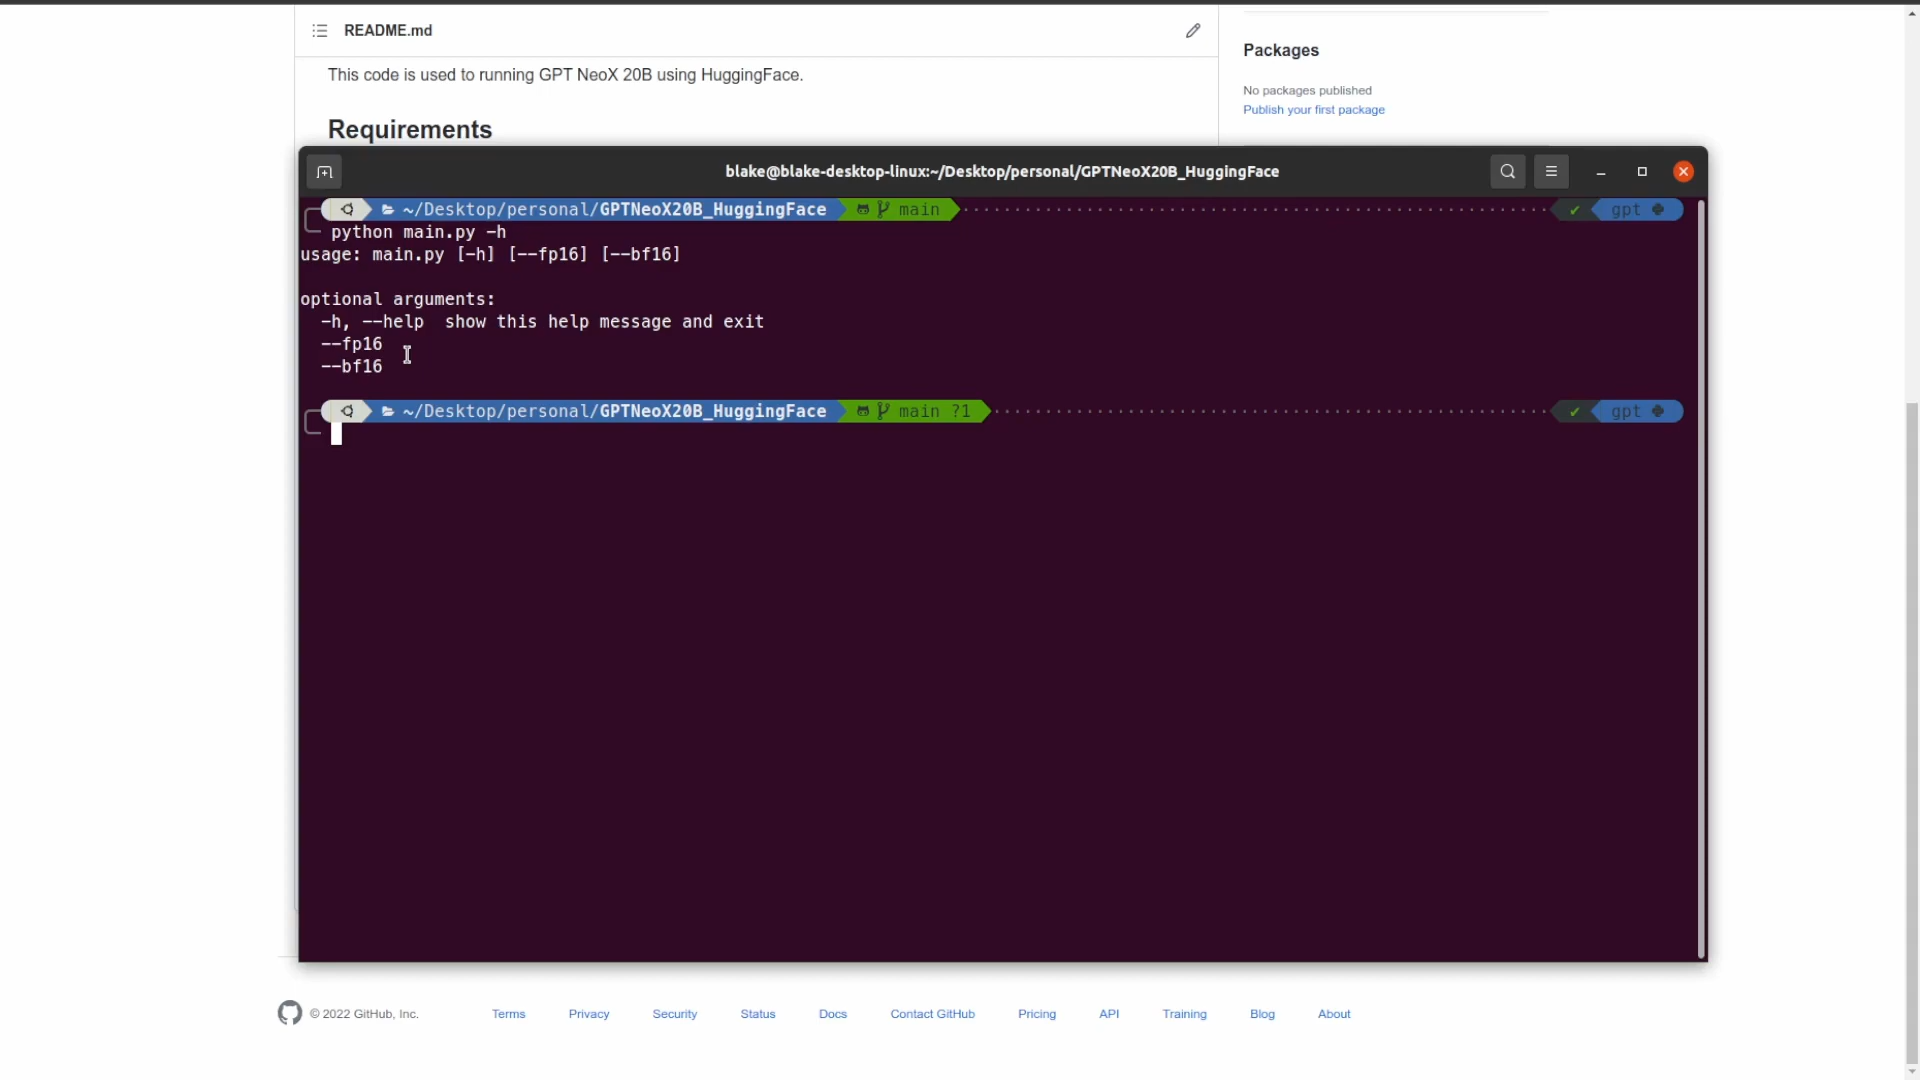 README.md
This code is used to running GPT NeoX 20B using HuggingFace.
Requirements
Packages
No packages published
Publish your first package
blake@blake-desktop-linux:~/Desktop/personal/GPTNeoX20B_HuggingFace
~/Desktop/personal/GPTNeoX20B_HuggingFace main ✔ gpt
python main.py -h
usage: main.py [-h] [--fp16] [--bf16]
optional arguments:
-h, --help show this help message and exit
--fp16
--bf16
~/Desktop/personal/GPTNeoX20B_HuggingFace main ?1 ✔ gpt
© 2022 GitHub, Inc. Terms Privacy Security Status Docs Contact GitHub Pricing API Training Blog About